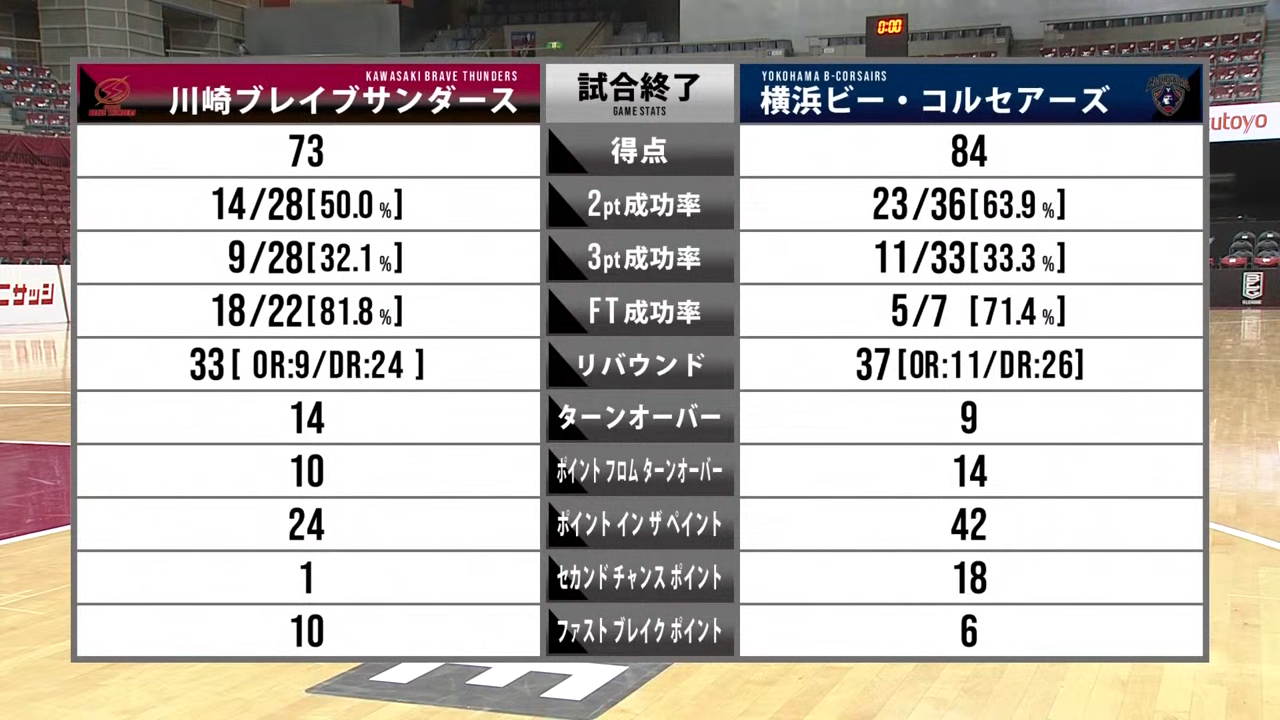 0:00
KAWASAKI BRAVE THUNDERS
川崎ブレイブサンダース
試合終了
GAME STATS
YOKOHAMA B-CORSAIRS
横浜ビー・コルセアーズ
utoyo
73 得点 84
14/28[50.0%] 2pt成功率 23/36[63.9%]
9/28[32.1%] 3pt成功率 11/33[33.3%]
18/22[81.8%] FT成功率 5/7 [71.4%]
33[ OR:9/DR:24 ] リバウンド 37[OR:11/DR:26]
ニサッシ
14 ターンオーバー 9
10 ポイント フロム ターンオーバー 14
24 ポイント イン ザ ペイント 42
1 セカンド チャンス ポイント 18
10 ファスト ブレイク ポイント 6